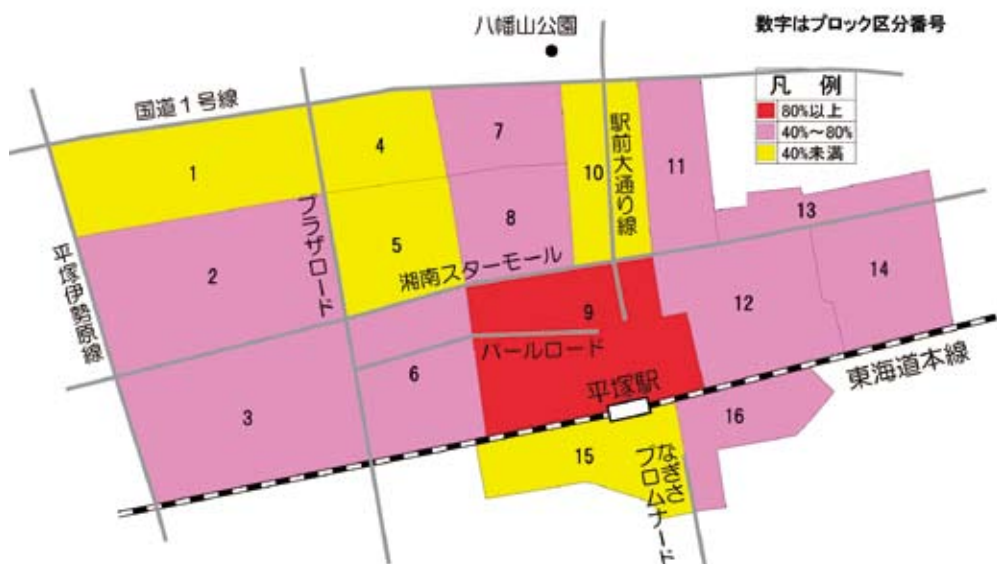 八幡山公園
数字はブロック区分番号
凡　例
80%以上
40%～80%
40%未満
国道1号線
駅前大通り線
プラザロード
平塚伊勢原線
湘南スターモール
パールロード
平塚駅
東海道本線
なぎさ
プロムナード
1
2
3
4
5
6
7
8
9
10
11
12
13
14
15
16